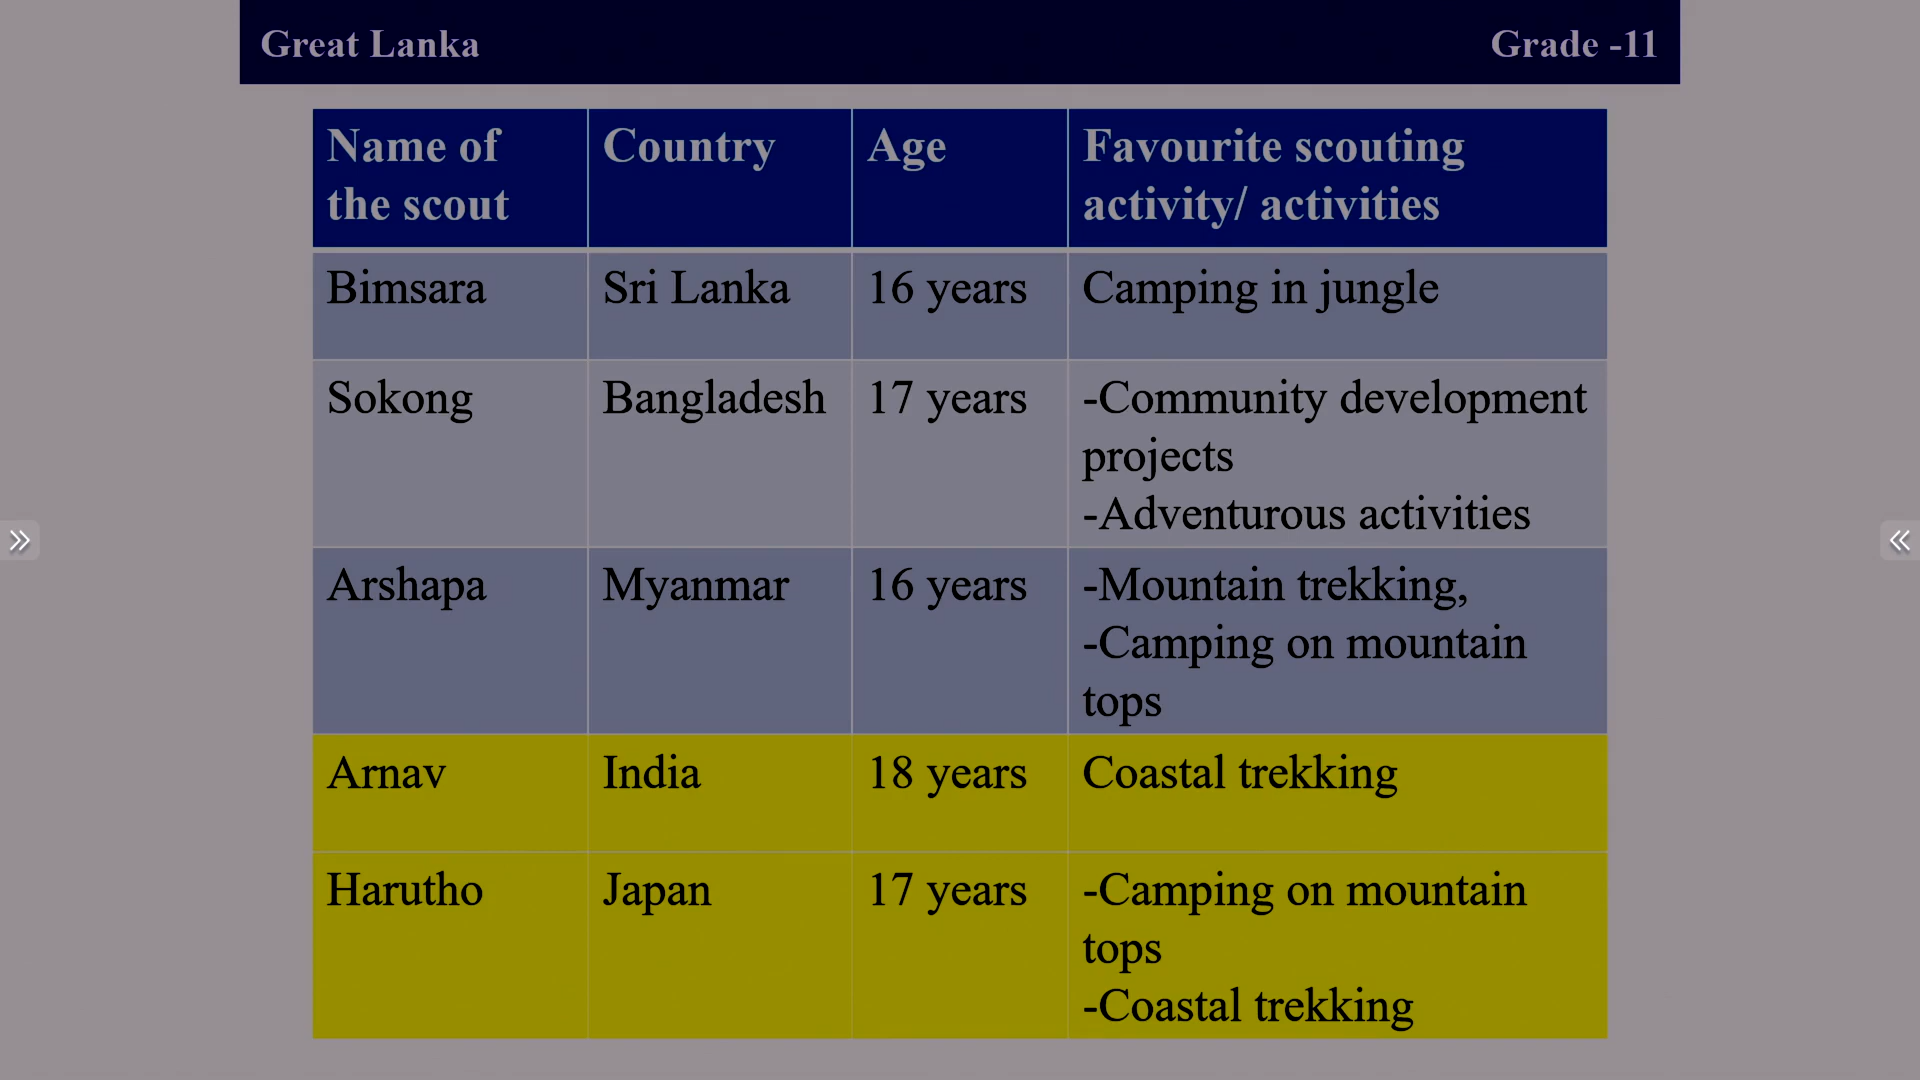 Great Lanka
Grade -11
Name of the scout
Country
Age
Favourite scouting activity/ activities
Bimsara
Sri Lanka
16 years
Camping in jungle
Sokong
Bangladesh
17 years
-Community development
projects
-Adventurous activities
Arshapa
Myanmar
16 years
-Mountain trekking,
-Camping on mountain
tops
Arnav
India
18 years
Coastal trekking
Harutho
Japan
17 years
-Camping on mountain
tops
-Coastal trekking